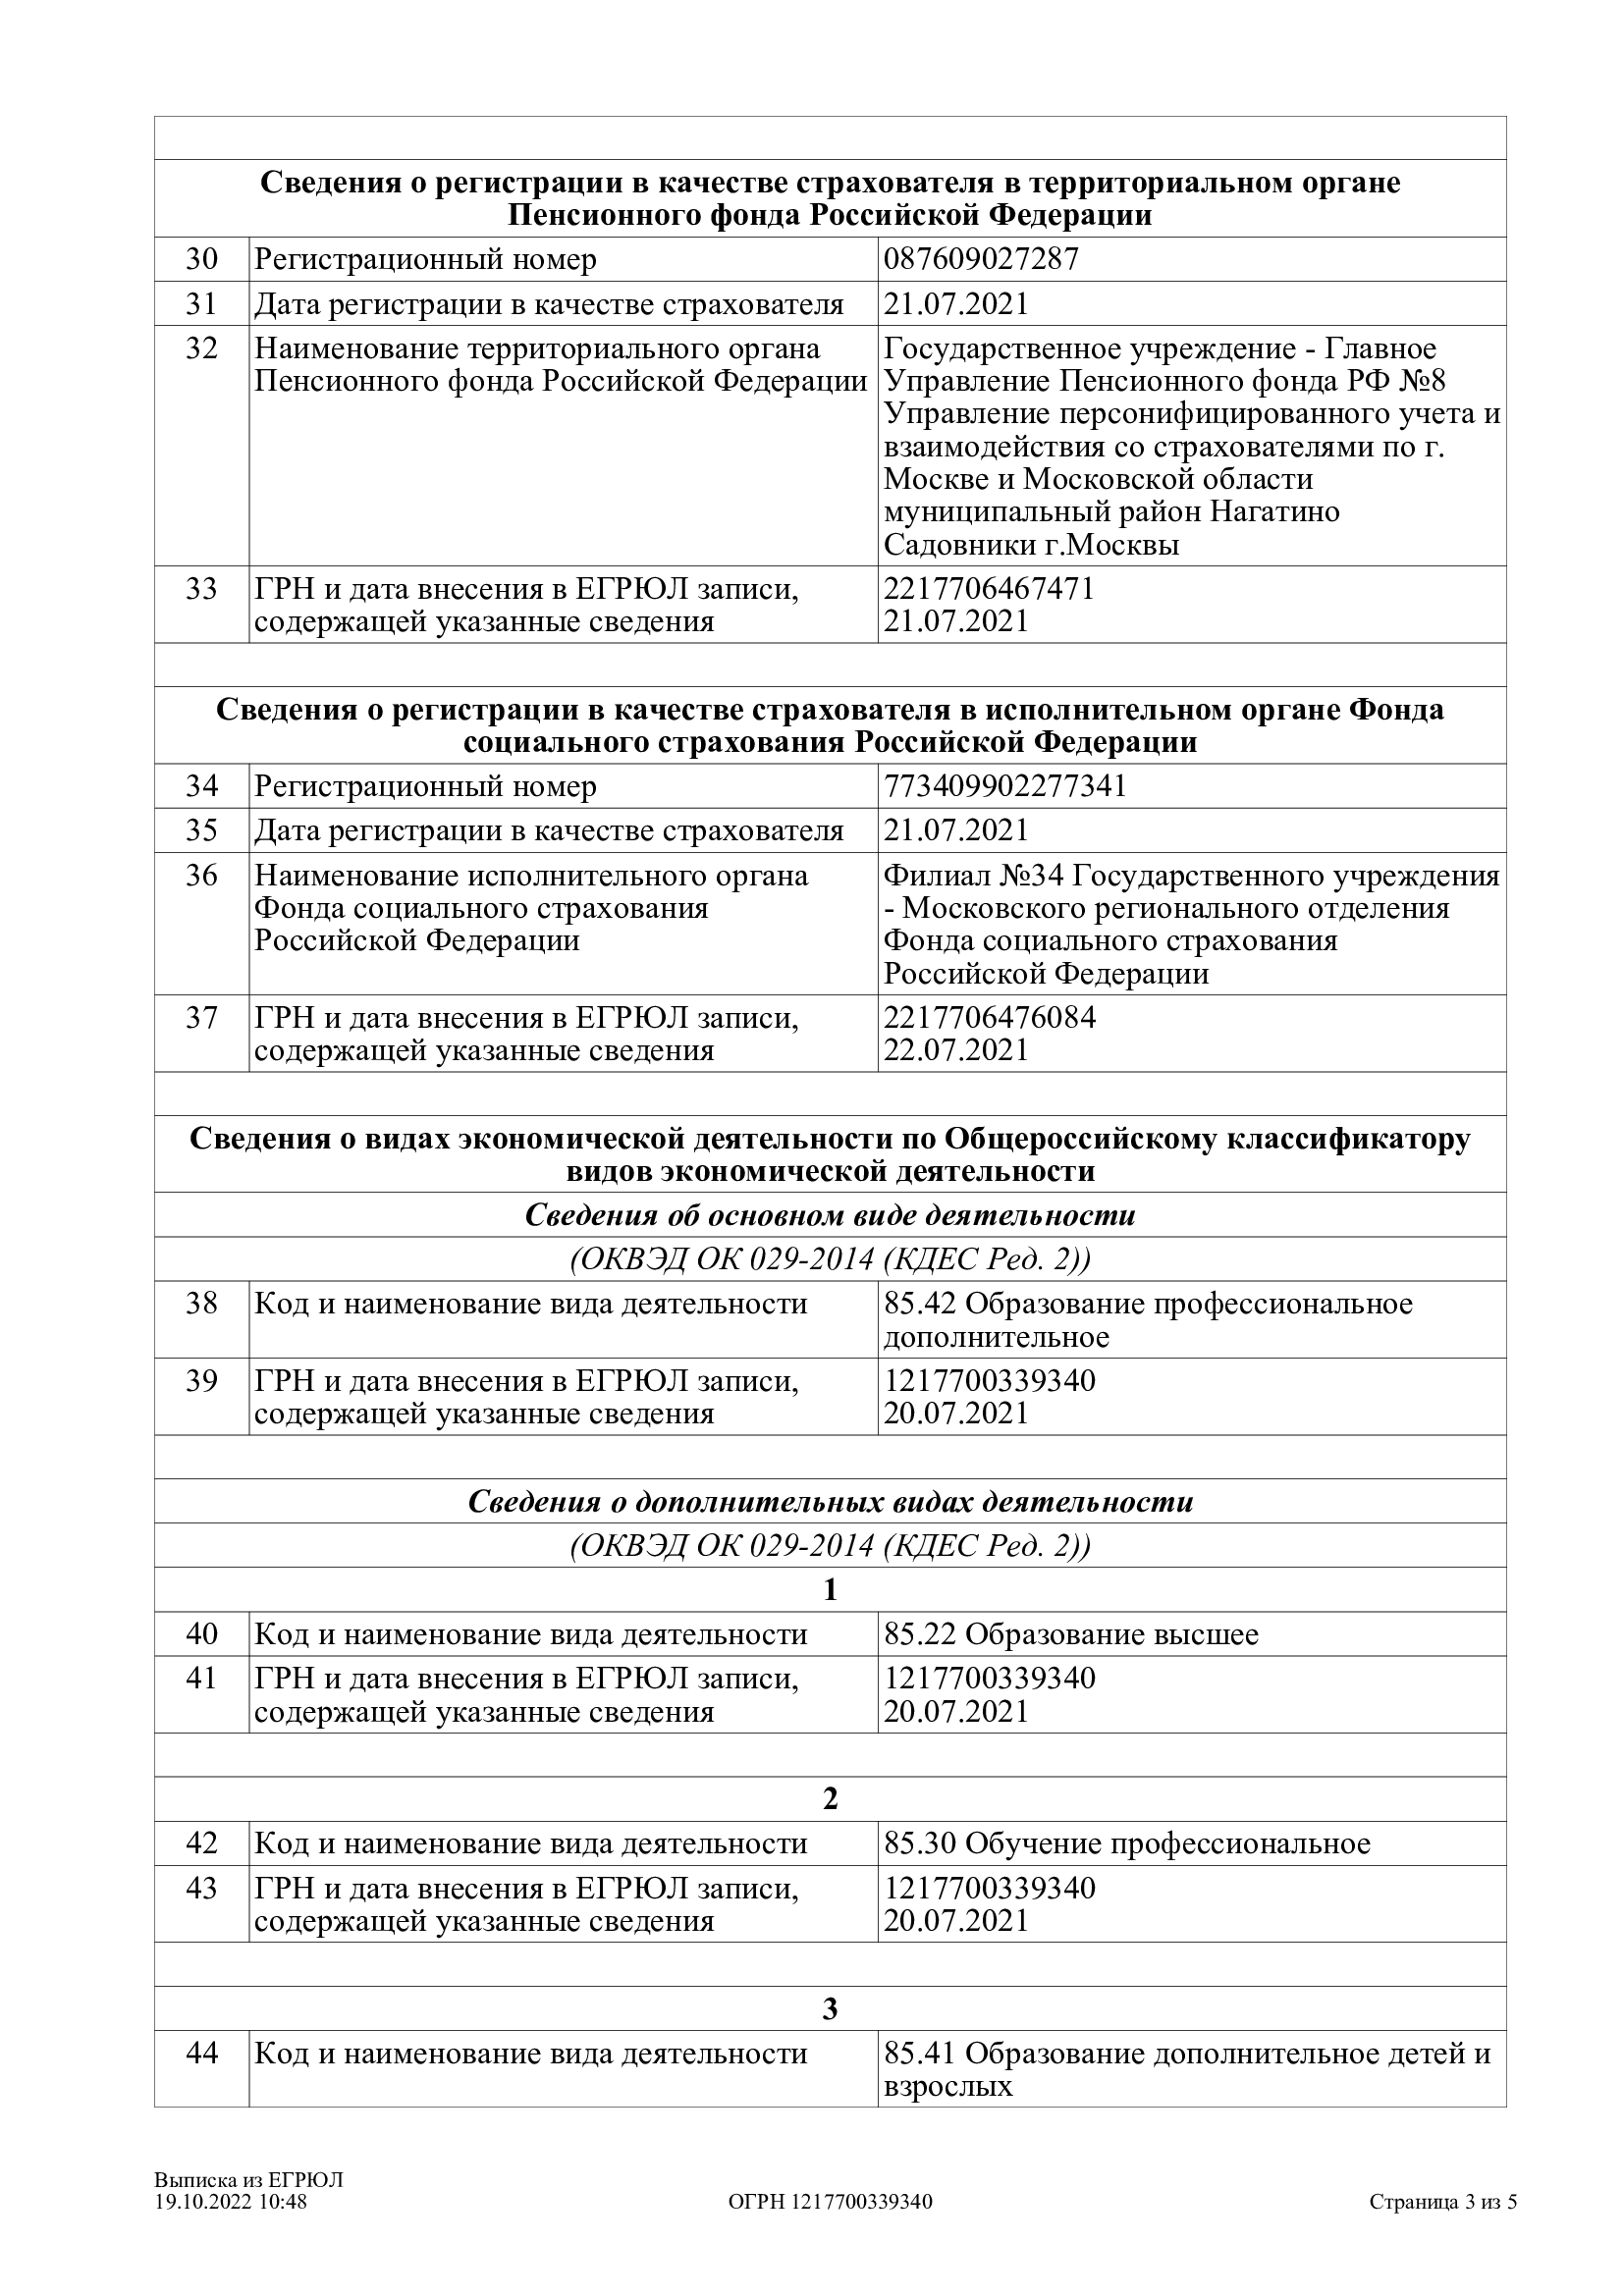 Сведения о регистрации в качестве страхователя в территориальном органе
Пенсионного фонда Российской Федерации
30 Регистрационный номер 087609027287
31 Дата регистрации в качестве страхователя 21.07.2021
32 Наименование территориального органа Государственное учреждение - Главное
Пенсионного фонда Российской Федерации Управление Пенсионного фонда РФ №8
Управление персонифицированного учета и
взаимодействия со страхователями по г.
Москве и Московской области
муниципальный район Нагатино
Садовники г.Москвы
33 ГРН и дата внесения в ЕГРЮЛ записи, 2217706467471
содержащей указанные сведения 21.07.2021
Сведения о регистрации в качестве страхователя в исполнительном органе Фонда
социального страхования Российской Федерации
34 Регистрационный номер 773409902277341
35 Дата регистрации в качестве страхователя 21.07.2021
36 Наименование исполнительного органа Филиал №34 Государственного учреждения
Фонда социального страхования - Московского регионального отделения
Российской Федерации Фонда социального страхования
Российской Федерации
37 ГРН и дата внесения в ЕГРЮЛ записи, 2217706476084
содержащей указанные сведения 22.07.2021
Сведения о видах экономической деятельности по Общероссийскому классификатору
видов экономической деятельности
Сведения об основном виде деятельности
(ОКВЭД ОК 029-2014 (КДЕС Ред. 2))
38 Код и наименование вида деятельности 85.42 Образование профессиональное
дополнительное
39 ГРН и дата внесения в ЕГРЮЛ записи, 1217700339340
содержащей указанные сведения 20.07.2021
Сведения о дополнительных видах деятельности
(ОКВЭД ОК 029-2014 (КДЕС Ред. 2))
1
40 Код и наименование вида деятельности 85.22 Образование высшее
41 ГРН и дата внесения в ЕГРЮЛ записи, 1217700339340
содержащей указанные сведения 20.07.2021
2
42 Код и наименование вида деятельности 85.30 Обучение профессиональное
43 ГРН и дата внесения в ЕГРЮЛ записи, 1217700339340
содержащей указанные сведения 20.07.2021
3
44 Код и наименование вида деятельности 85.41 Образование дополнительное детей и
взрослых
Выписка из ЕГРЮЛ
19.10.2022 10:48 ОГРН 1217700339340 Страница 3 из 5